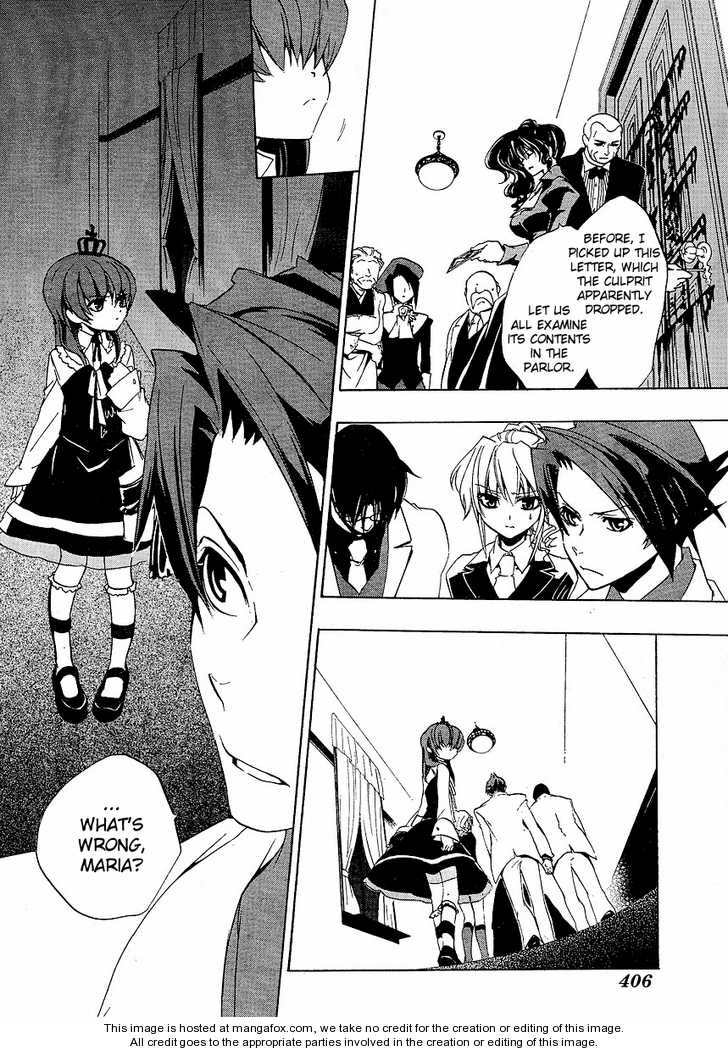 BEFORE, I
PICKED UP THIS
LETTER, WHICH
THE CULPRIT
APPARENTLY
DROPPED.
LET US
ALL EXAMINE
ITS CONTENTS
IN THE
PARLOR.
...
WHAT'S
WRONG,
MARIA?
406
This image is hosted at mangafox.com, we take no credit for the creation or editing of this image.
All credit goes to the appropriate parties involved in the creation or editing of this image.